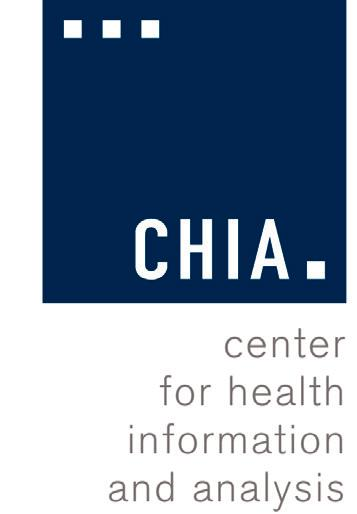 CHIA.
center
for health
information
and analysis